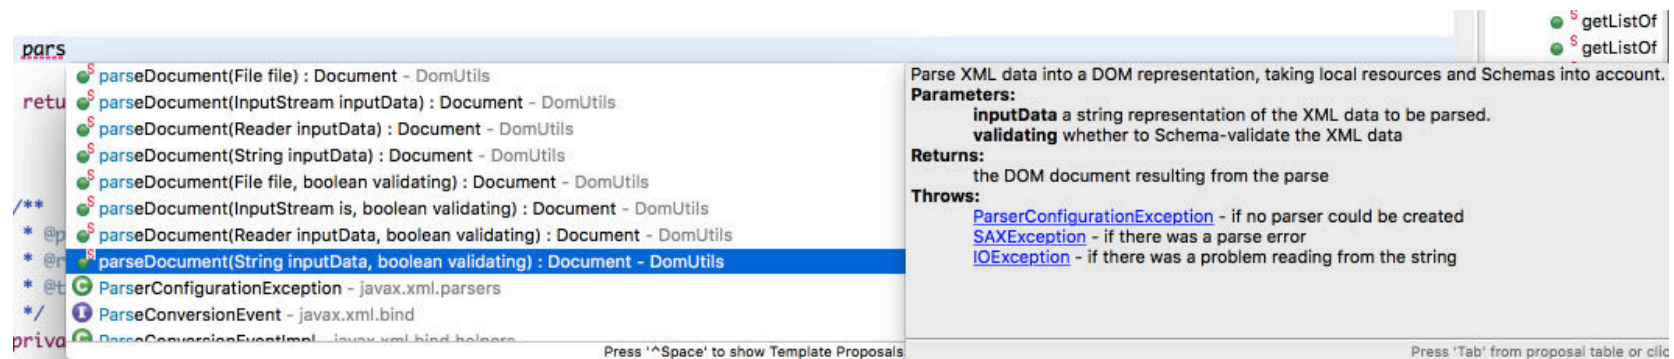 S getListOf
pars
S getListOf
S parseDocument(File file) : Document - DomUtils
retu
S parseDocument(InputStream inputData) : Document - DomUtils
S parseDocument(Reader inputData) : Document - DomUtils
S parseDocument(String inputData) : Document - DomUtils
S parseDocument(File file, boolean validating) : Document - DomUtils
/**
S parseDocument(InputStream is, boolean validating) : Document - DomUtils
* @p
S parseDocument(Reader inputData, boolean validating) : Document - DomUtils
* @r
S parseDocument(String inputData, boolean validating) : Document - DomUtils
* @t
C ParserConfigurationException - javax.xml.parsers
*/
I ParseConversionEvent - javax.xml.bind
priva
C ParseConversionEventImpl - javax.xml.bind.helpers
Press '^Space' to show Template Proposals
Parse XML data into a DOM representation, taking local resources and Schemas into account.
Parameters:
inputData a string representation of the XML data to be parsed.
validating whether to Schema-validate the XML data
Returns:
the DOM document resulting from the parse
Throws:
ParserConfigurationException - if no parser could be created
SAXException - if there was a parse error
IOException - if there was a problem reading from the string
Press 'Tab' from proposal table or clic